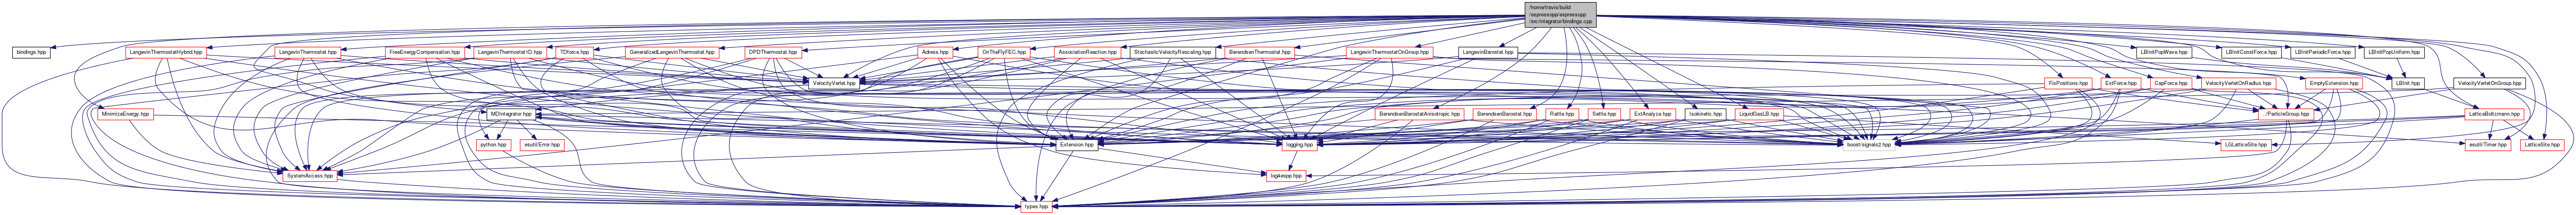 /home/travis/build
/espressopp/espressopp
/src/integrator/bindings.cpp
bindings.hpp
LangevinThermostatHybrid.hpp
LangevinThermostat.hpp
FreeEnergyCompensation.hpp
LangevinThermostat1D.hpp
TDforce.hpp
GeneralizedLangevinThermostat.hpp
DPDThermostat.hpp
Adress.hpp
OnTheFlyFEC.hpp
AssociationReaction.hpp
StochasticVelocityRescaling.hpp
BerendsenThermostat.hpp
LangevinThermostatOnGroup.hpp
LangevinBarostat.hpp
LBInitPopWave.hpp
LBInitConstForce.hpp
LBInitPeriodicForce.hpp
LBInitPopUniform.hpp
VelocityVerlet.hpp
FixPositions.hpp
ExtForce.hpp
CapForce.hpp
VelocityVerletOnRadius.hpp
EmptyExtension.hpp
LBInit.hpp
VelocityVerletOnGroup.hpp
MinimizeEnergy.hpp
MDIntegrator.hpp
BerendsenBarostatAnisotropic.hpp
BerendsenBarostat.hpp
Rattle.hpp
Settle.hpp
ExtAnalyze.hpp
Isokinetic.hpp
LiquidGasLB.hpp
../ParticleGroup.hpp
LatticeBoltzmann.hpp
python.hpp
esutil/Error.hpp
Extension.hpp
logging.hpp
boost/signals2.hpp
LGLatticeSite.hpp
esutil/Timer.hpp
LatticeSite.hpp
SystemAccess.hpp
log4espp.hpp
types.hpp